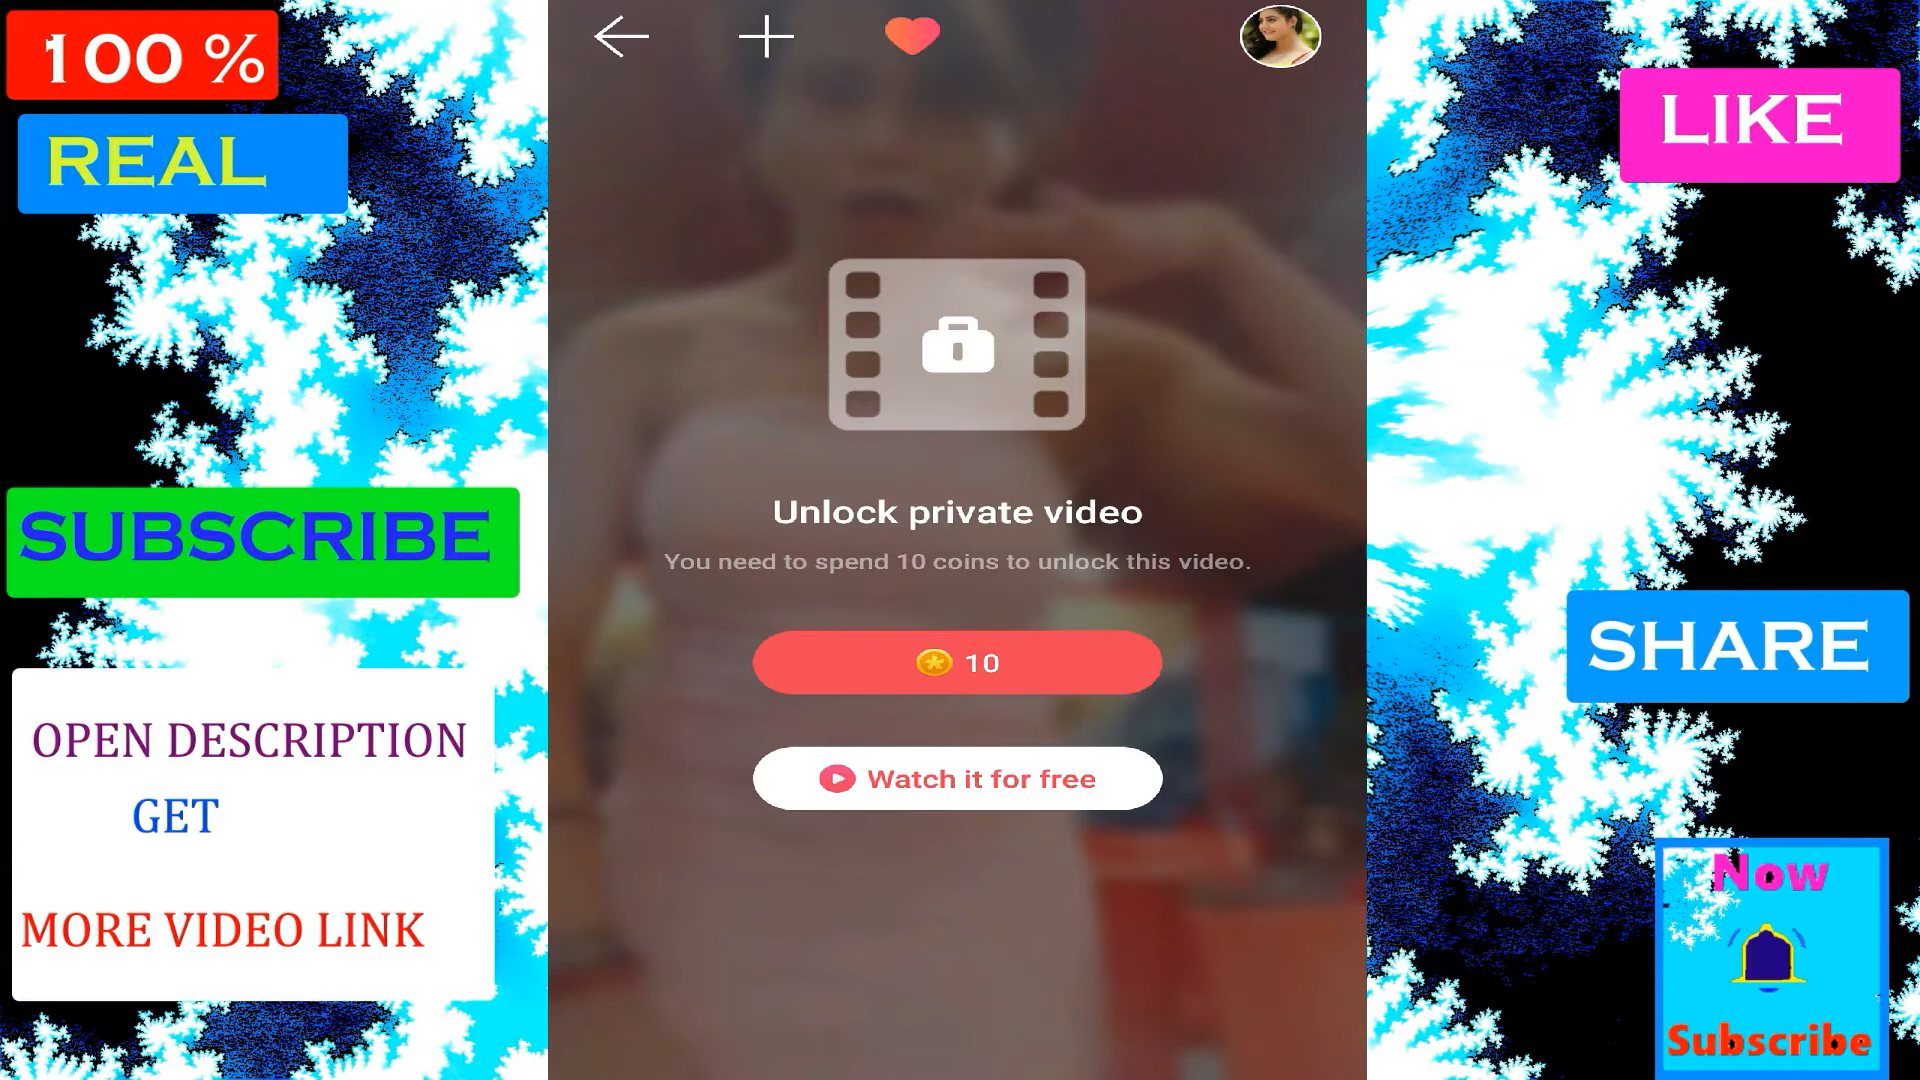 100 %
REAL
SUBSCRIBE
OPEN DESCRIPTION
GET
MORE VIDEO LINK
Unlock private video
You need to spend 10 coins to unlock this video.
10
Watch it for free
LIKE
SHARE
Now
Subscribe